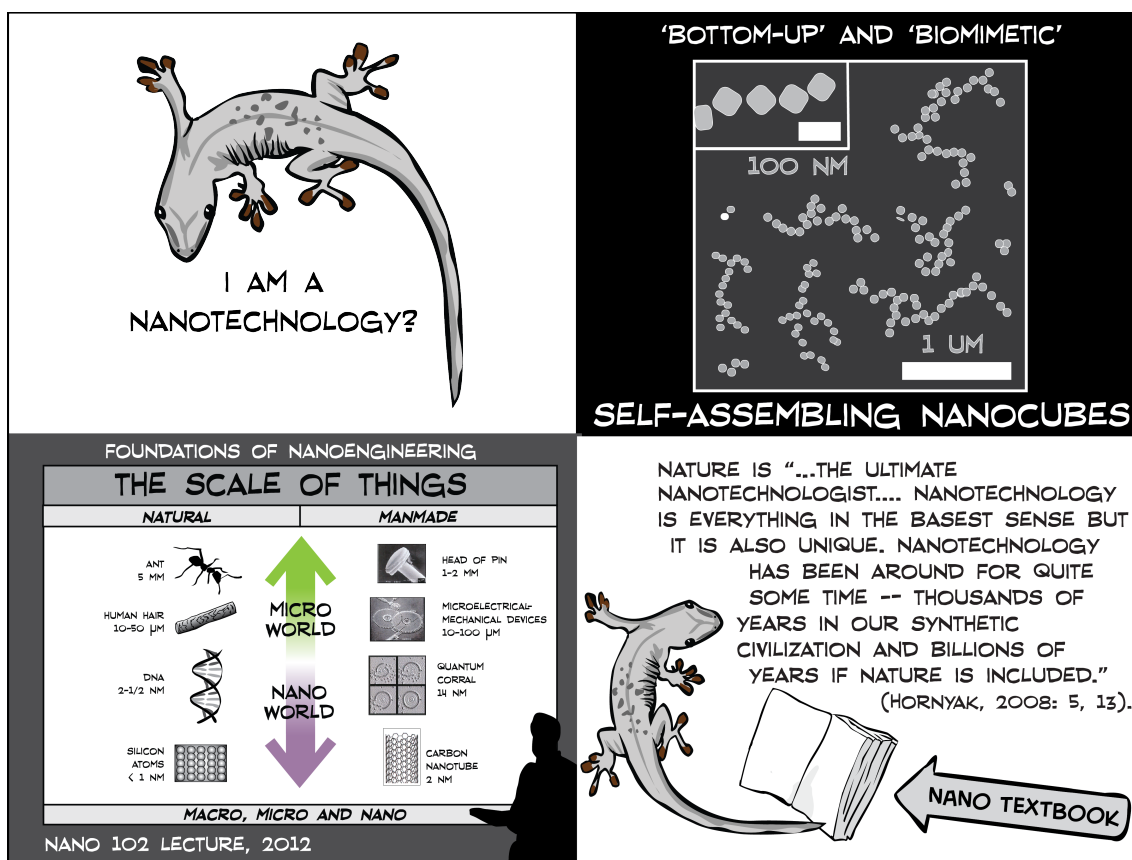 I AM A
NANOTECHNOLOGY?
'BOTTOM-UP' AND 'BIOMIMETIC'
100 NM
1 UM
SELF-ASSEMBLING NANOCUBES
FOUNDATIONS OF NANOENGINEERING
THE SCALE OF THINGS
NATURAL
MANMADE
ANT
5 MM
HEAD OF PIN
1-2 MM
MICRO
WORLD
HUMAN HAIR
10-50 µM
MICROELECTRICAL-
MECHANICAL DEVICES
10-100 µM
DNA
2-1/2 NM
NANO
WORLD
QUANTUM
CORRAL
14 NM
SILICON
ATOMS
< 1 NM
CARBON
NANOTUBE
2 NM
MACRO, MICRO AND NANO
NANO 102 LECTURE, 2012
NATURE IS "...THE ULTIMATE
NANOTECHNOLOGIST.... NANOTECHNOLOGY
IS EVERYTHING IN THE BASEST SENSE BUT
IT IS ALSO UNIQUE. NANOTECHNOLOGY
HAS BEEN AROUND FOR QUITE
SOME TIME -- THOUSANDS OF
YEARS IN OUR SYNTHETIC
CIVILIZATION AND BILLIONS OF
YEARS IF NATURE IS INCLUDED."
(HORNYAK, 2008: 5, 13).
NANO TEXTBOOK